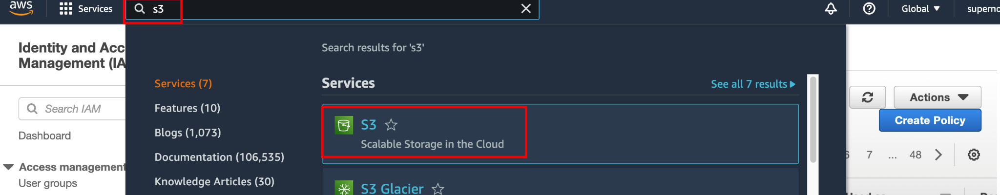 aws
Services
s3
Global
superno
Identity and Acc
Management (IA
Search results for 's3'
Services (7)
Features (10)
Blogs (1,073)
Documentation (106,535)
Knowledge Articles (30)
Services
See all 7 results
S3
Scalable Storage in the Cloud
S3 Glacier
Search IAM
Dashboard
Access management
User groups
Actions
Create Policy
7 ... 48